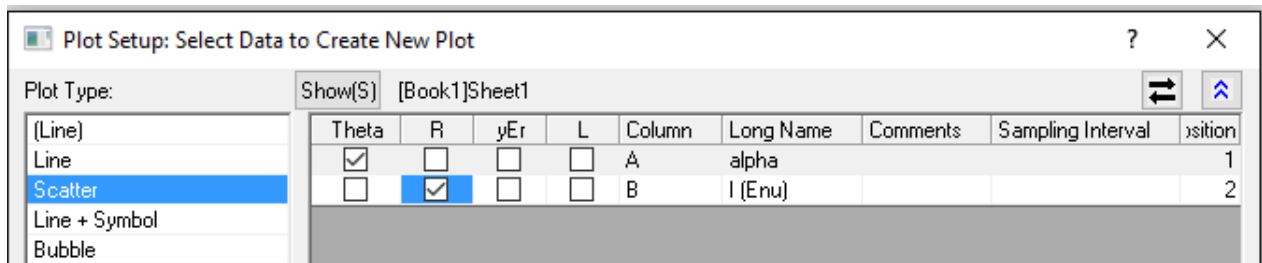 Plot Setup: Select Data to Create New Plot ?
Plot Type: Show(S) [Book1]Sheet1
(Line)
Line
Scatter
Line + Symbol
Bubble
Theta R yEr L Column Long Name Comments Sampling Interval sition
A alpha 1
B I (Enu) 2